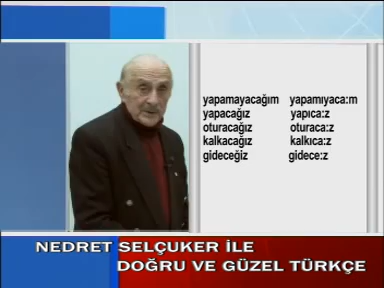 yapamayacağım yapamıyaca:m
yapacağız yapıca:z
oturacağız oturaca:z
kalkacağız kalkıca:z
gideceğiz gidece:z
NEDRET SELÇUKER İLE
DOĞRU VE GÜZEL TÜRKÇE